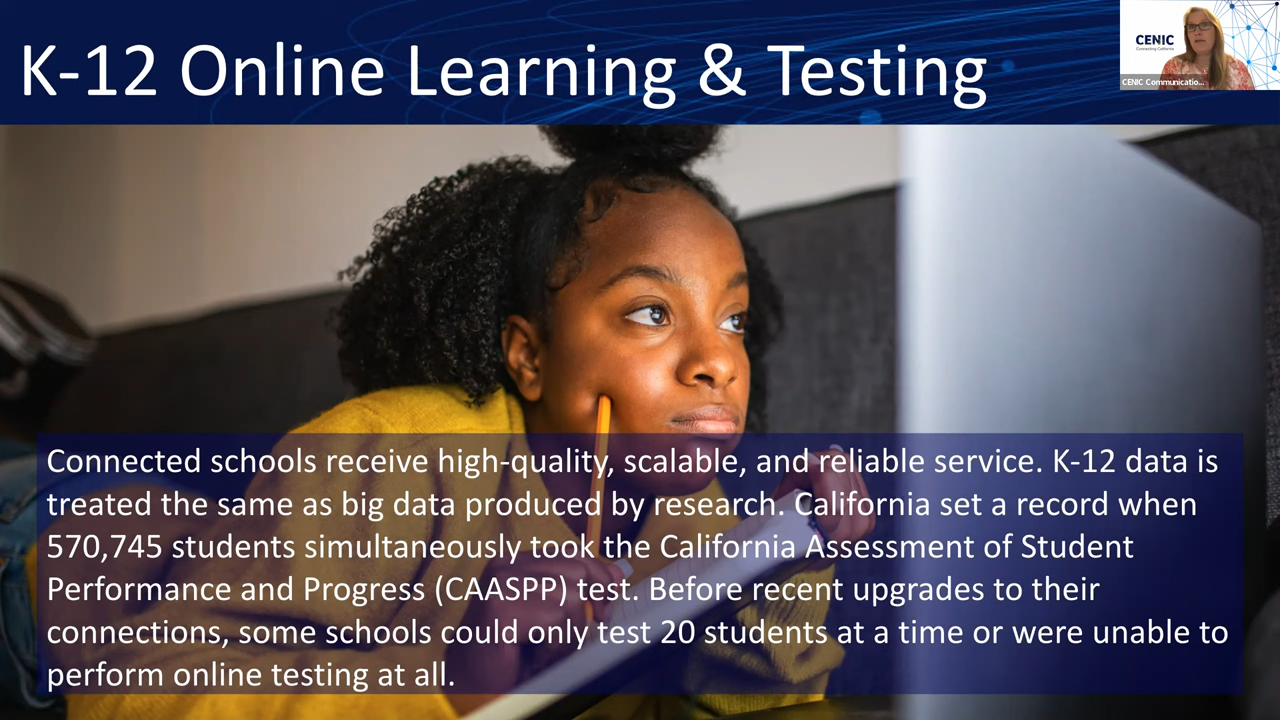 K-12 Online Learning & Testing
CENIC
Connecting California
CENIC Communicatio...
Connected schools receive high-quality, scalable, and reliable service. K-12 data is
treated the same as big data produced by research. California set a record when
570,745 students simultaneously took the California Assessment of Student
Performance and Progress (CAASPP) test. Before recent upgrades to their
connections, some schools could only test 20 students at a time or were unable to
perform online testing at all.